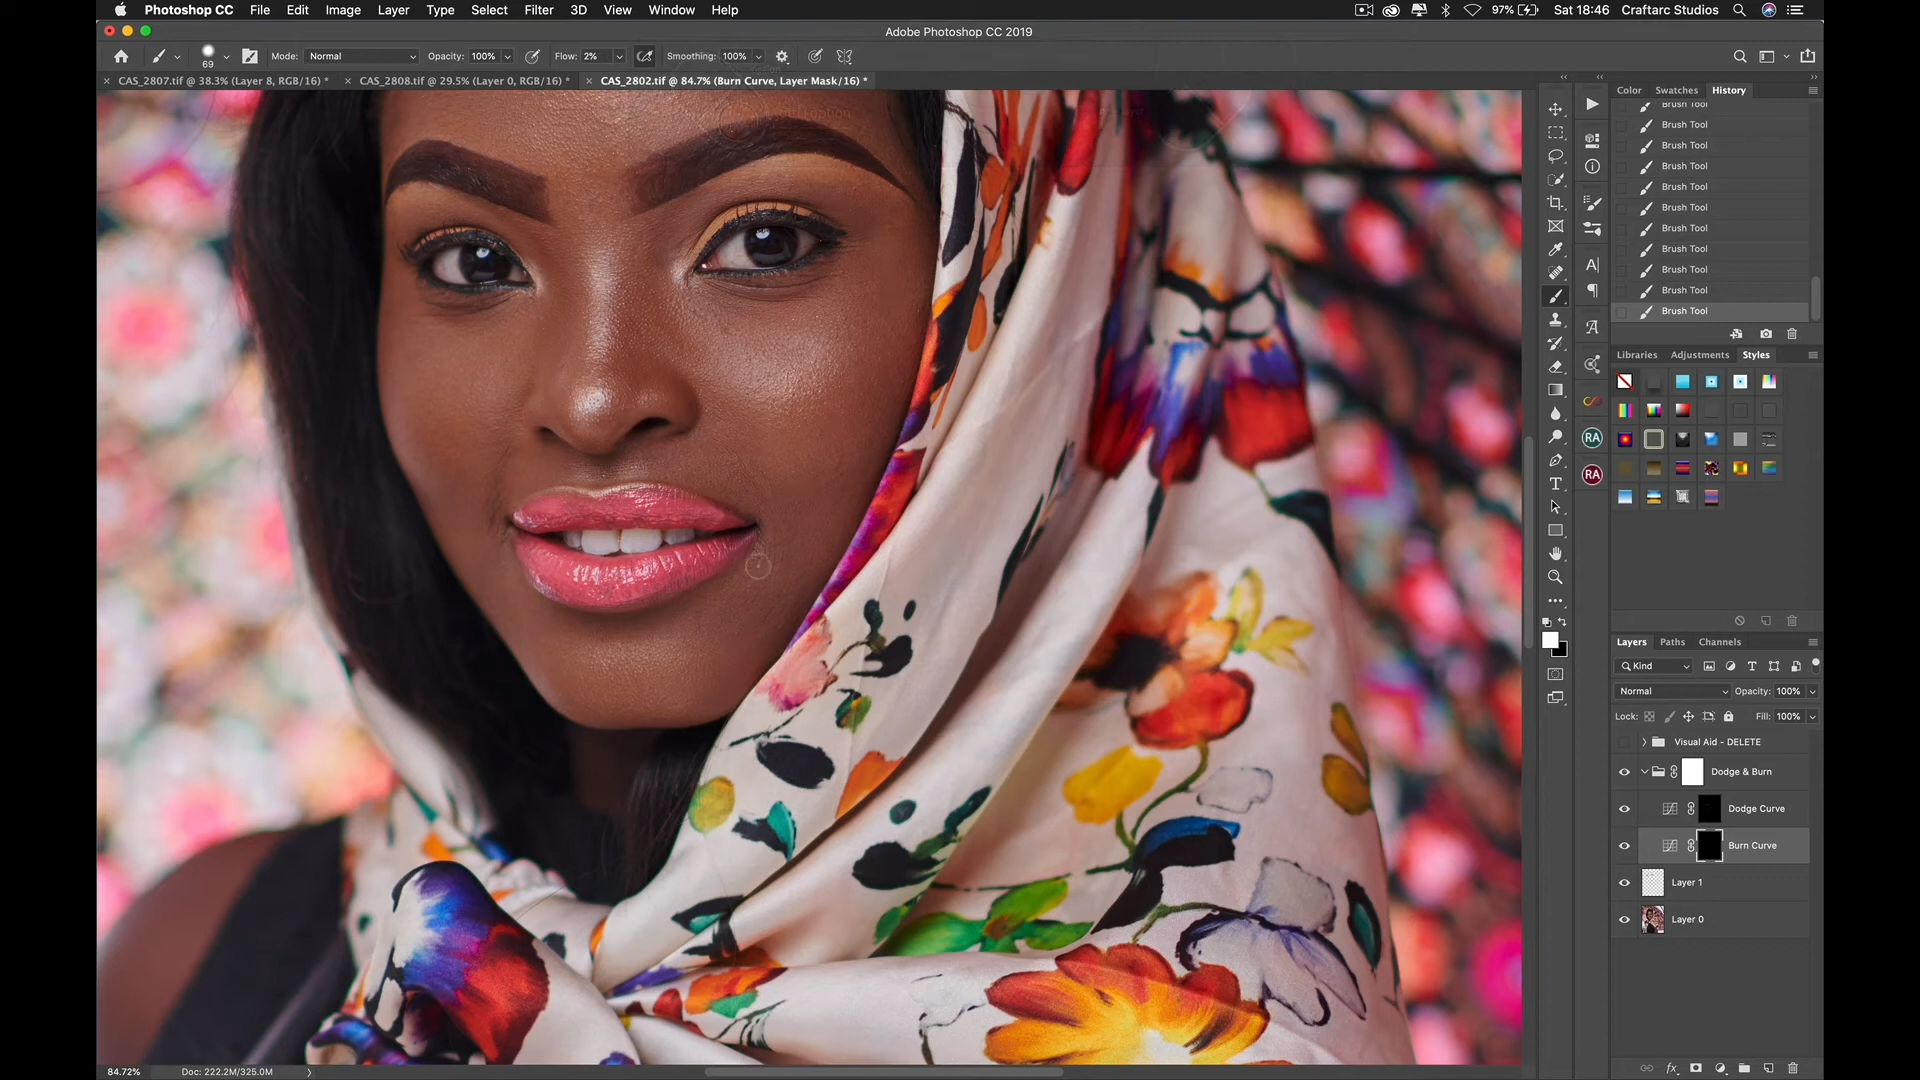 Photoshop CC File Edit Image Layer Type Select Filter 3D View Window Help 97% Sat 18:46 Craftarc Studios
Adobe Photoshop CC 2019
69 Mode: Normal Opacity: 100% Flow: 2% Smoothing: 100%
CAS_2807.tif @ 38.3% (Layer 8, RGB/16) * CAS_2808.tif @ 29.5% (Layer 0, RGB/16) * CAS_2802.tif @ 84.7% (Burn Curve, Layer Mask/16) *
Color Swatches History
Brush Tool
Brush Tool
Brush Tool
Brush Tool
Brush Tool
Brush Tool
Brush Tool
Brush Tool
Brush Tool
Brush Tool
Brush Tool
Libraries Adjustments Styles
RA
RA
Layers Paths Channels
Kind
Normal Opacity: 100%
Lock: Fill: 100%
Visual Aid - DELETE
Dodge & Burn
Dodge Curve
Burn Curve
Layer 1
Layer 0
84.72% Doc: 222.2M/325.0M
fx